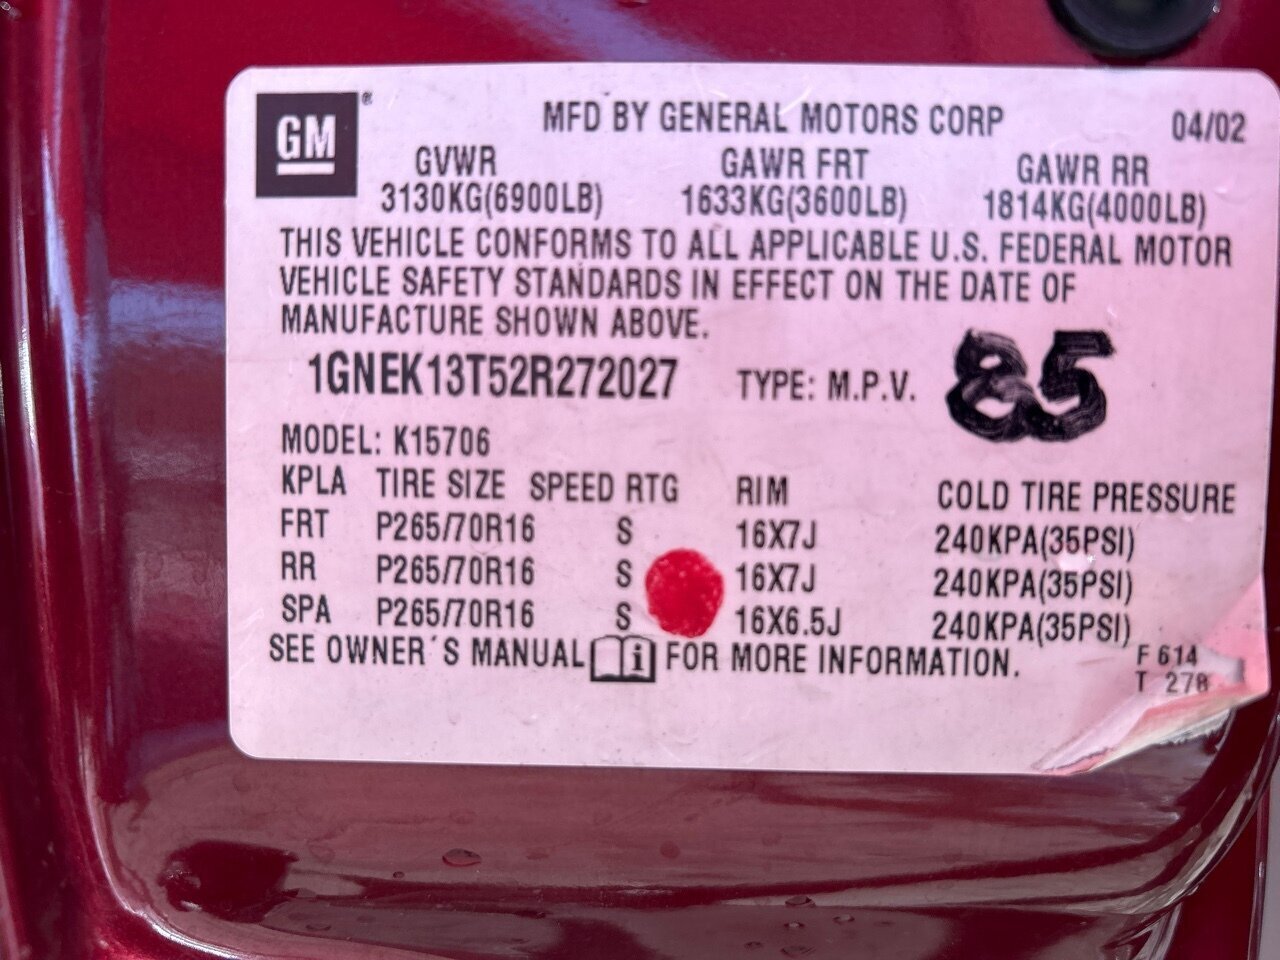 GM® MFD BY GENERAL MOTORS CORP 04/02
GVWR GAWR FRT GAWR RR
3130KG(6900LB) 1633KG(3600LB) 1814KG(4000LB)
THIS VEHICLE CONFORMS TO ALL APPLICABLE U.S. FEDERAL MOTOR
VEHICLE SAFETY STANDARDS IN EFFECT ON THE DATE OF
MANUFACTURE SHOWN ABOVE.
1GNEK13T52R272027 TYPE: M.P.V. 85
MODEL: K15706
KPLA TIRE SIZE SPEED RTG RIM COLD TIRE PRESSURE
FRT P265/70R16 S 16X7J 240KPA(35PSI)
RR P265/70R16 S 16X7J 240KPA(35PSI)
SPA P265/70R16 S 16X6.5J 240KPA(35PSI)
SEE OWNER´S MANUAL i FOR MORE INFORMATION.
F 614
T 278